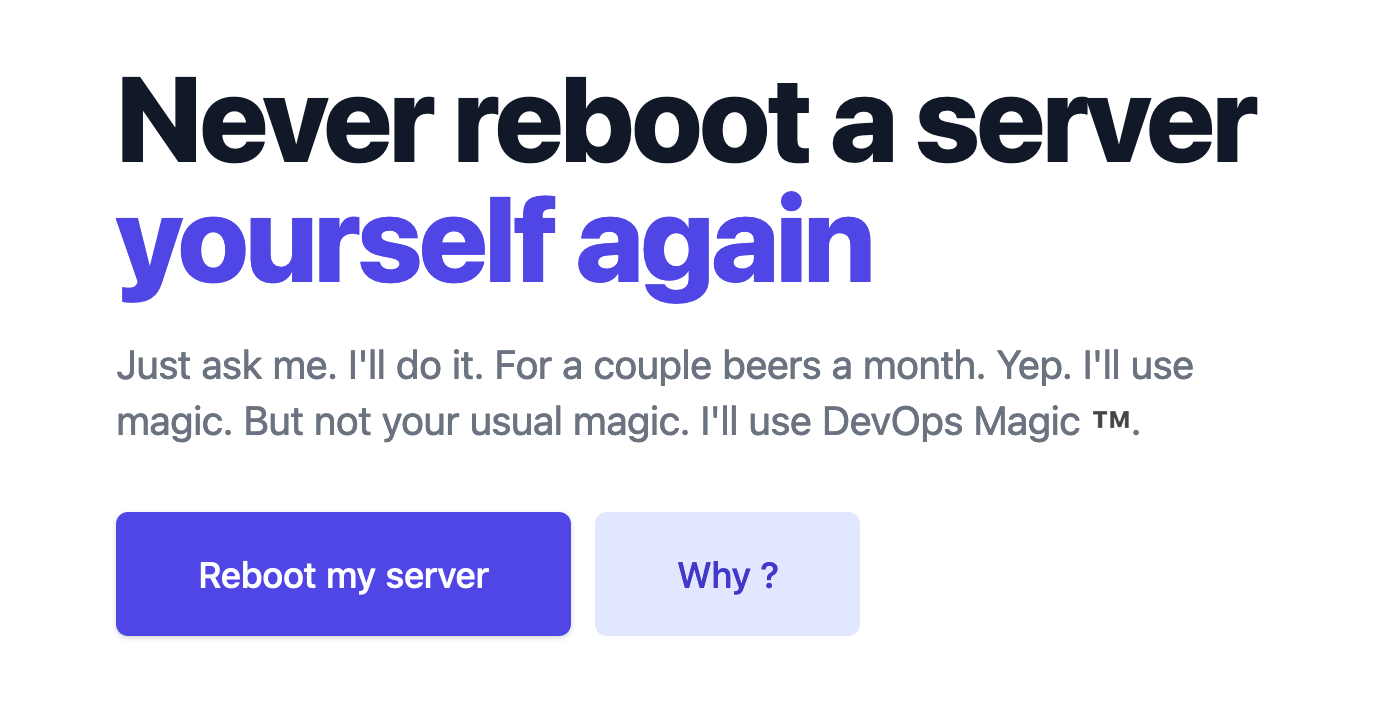 Never reboot a server
yourself again
Just ask me. I'll do it. For a couple beers a month. Yep. I'll use
magic. But not your usual magic. I'll use DevOps Magic ™.
Reboot my server
Why ?